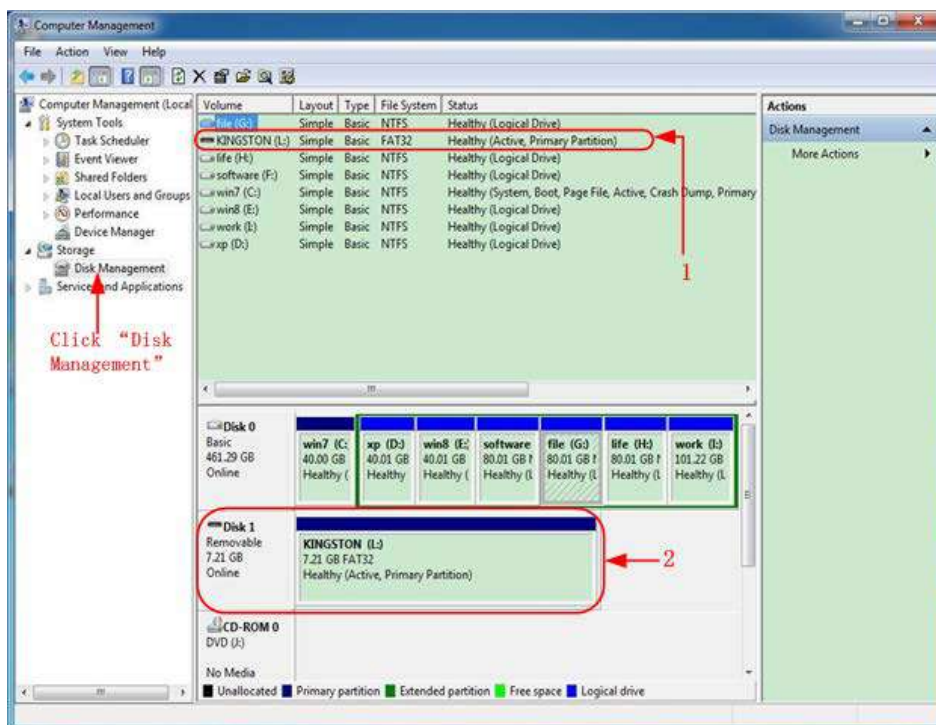 Computer Management
File Action View Help
Computer Management (Local
System Tools
Task Scheduler
Event Viewer
Shared Folders
Local Users and Groups
Performance
Device Manager
Storage
Disk Management
Services and Applications
Click “Disk
Management”
Volume Layout Type File System Status
file (G:) Simple Basic NTFS Healthy (Logical Drive)
KINGSTON (L:) Simple Basic FAT32 Healthy (Active, Primary Partition)
life (H:) Simple Basic NTFS Healthy (Logical Drive)
software (F:) Simple Basic NTFS Healthy (Logical Drive)
win7 (C:) Simple Basic NTFS Healthy (System, Boot, Page File, Active, Crash Dump, Primary
win8 (E:) Simple Basic NTFS Healthy (Logical Drive)
work (I:) Simple Basic NTFS Healthy (Logical Drive)
xp (D:) Simple Basic NTFS Healthy (Logical Drive)
1
Actions
Disk Management
More Actions
Disk 0
Basic
461.29 GB
Online
win7 (C:
40.00 GB
Healthy (
xp (D:)
40.01 GB
Healthy
win8 (E:
40.01 GB
Healthy (
software
80.01 GB N
Healthy (L
file (G:)
80.01 GB N
Healthy (L
life (H:)
80.01 GB N
Healthy (L
work (I:)
101.22 GB
Healthy (L
Disk 1
Removable
7.21 GB
Online
KINGSTON (L:)
7.21 GB FAT32
Healthy (Active, Primary Partition)
2
CD-ROM 0
DVD (J:)
No Media
Unallocated Primary partition Extended partition Free space Logical drive